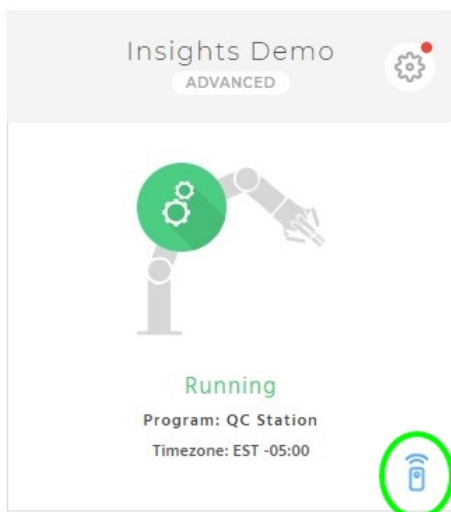 Insights Demo
ADVANCED
Running
Program: QC Station
Timezone: EST -05:00